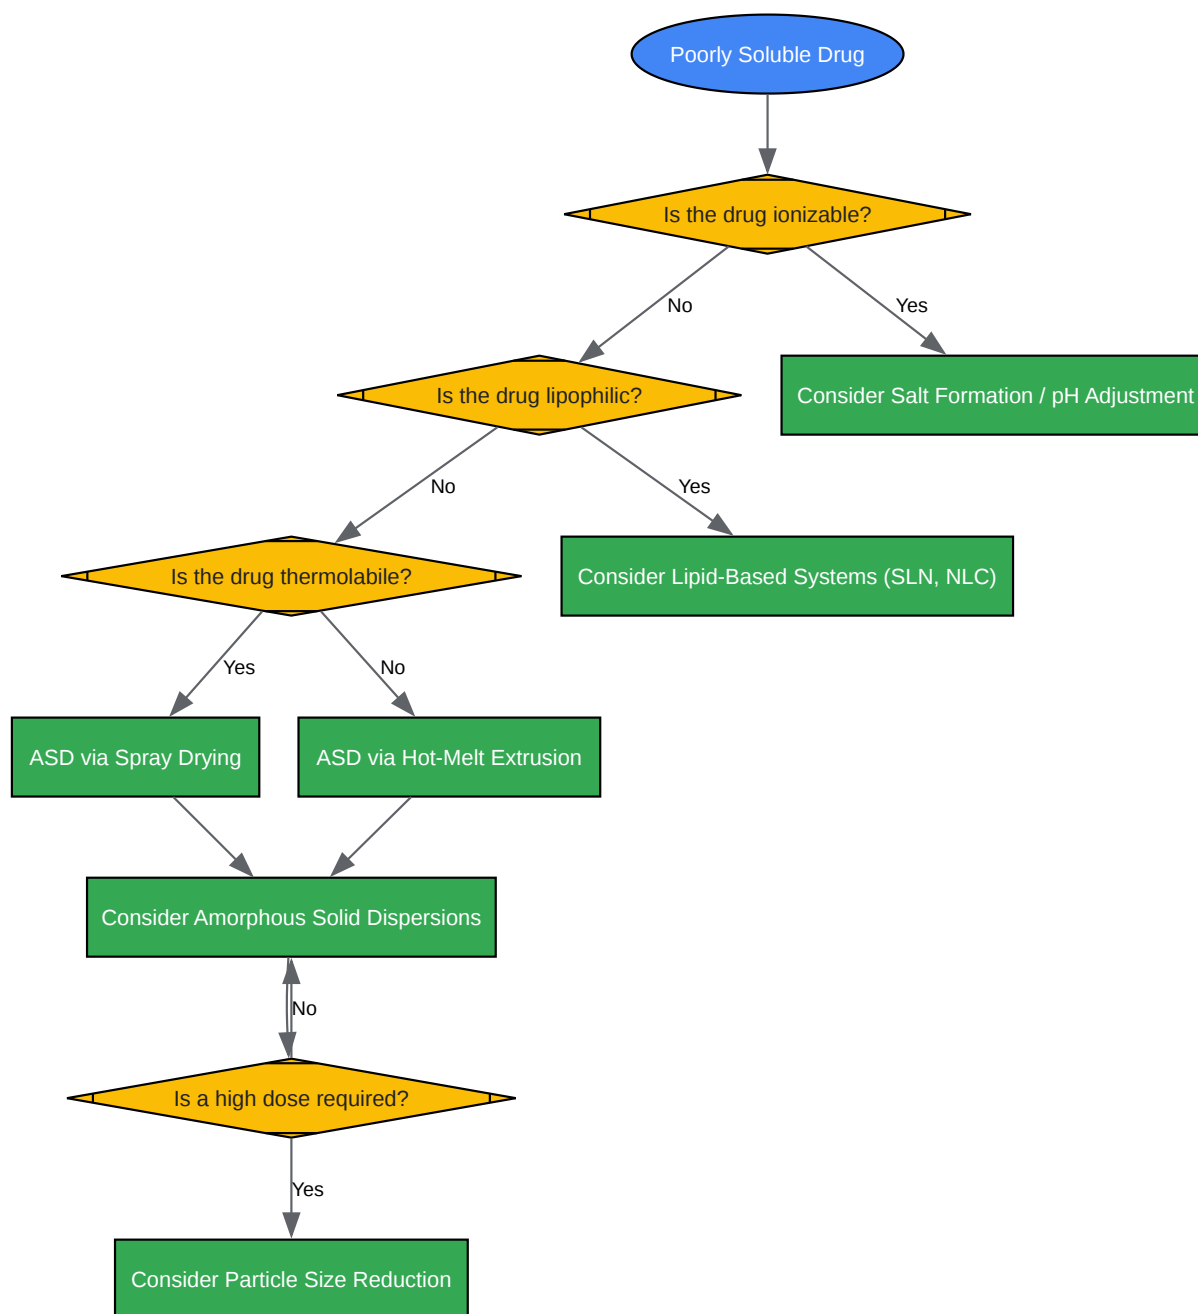 Poorly Soluble Drug
Is the drug ionizable?
No
Yes
Is the drug lipophilic?
Consider Salt Formation / pH Adjustment
No
Yes
Is the drug thermolabile?
Consider Lipid-Based Systems (SLN, NLC)
Yes
No
ASD via Spray Drying
ASD via Hot-Melt Extrusion
Consider Amorphous Solid Dispersions
No
Is a high dose required?
Yes
Consider Particle Size Reduction